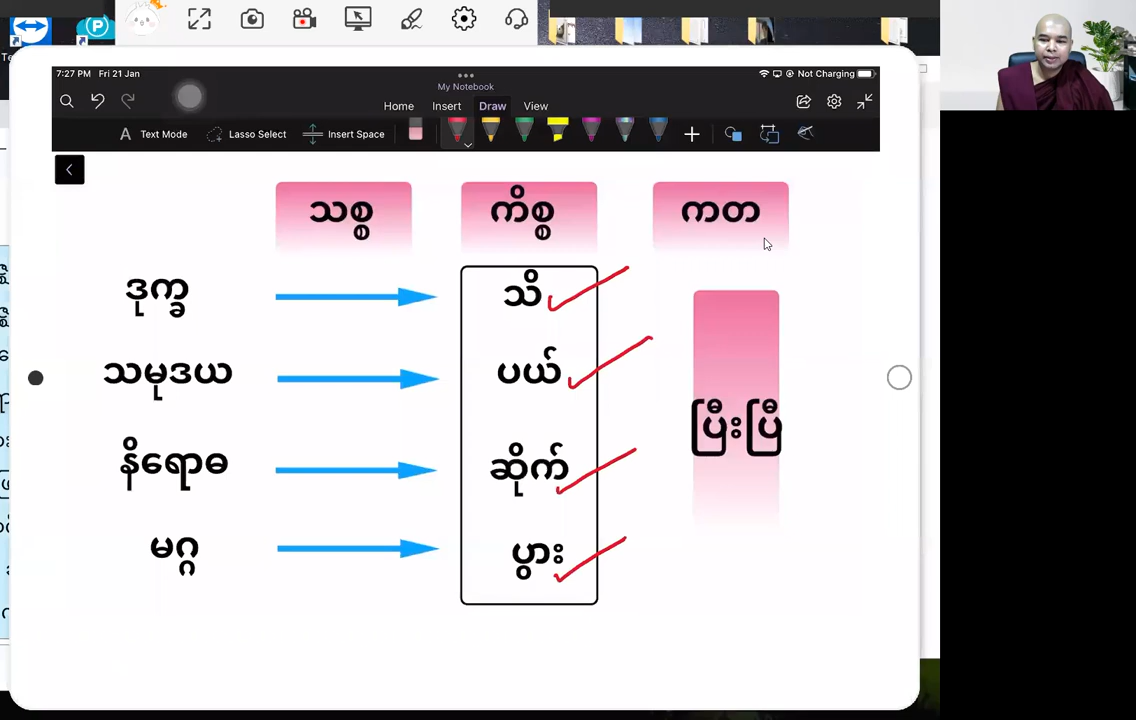 P
7:27 PM Fri 21 Jan
Not Charging
My Notebook
Home Insert Draw View
A Text Mode Lasso Select Insert Space
သစ္စ ကိစ္စ ကတ
ဒုက္ခ သိ
သမုဒယ ပယ်
ပြီးပြီ
နိရောဓ ဆိုက်
မဂ္ဂ ပွား